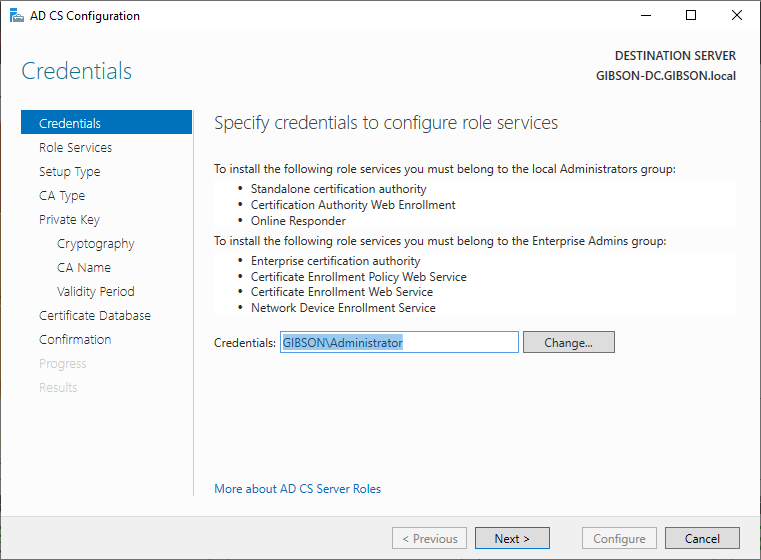 AD CS Configuration
Credentials
DESTINATION SERVER
GIBSON-DC.GIBSON.local
Credentials
Role Services
Setup Type
CA Type
Private Key
Cryptography
CA Name
Validity Period
Certificate Database
Confirmation
Progress
Results
Specify credentials to configure role services
To install the following role services you must belong to the local Administrators group:
• Standalone certification authority
• Certification Authority Web Enrollment
• Online Responder
To install the following role services you must belong to the Enterprise Admins group:
• Enterprise certification authority
• Certificate Enrollment Policy Web Service
• Certificate Enrollment Web Service
• Network Device Enrollment Service
Credentials: GIBSON\Administrator Change...
More about AD CS Server Roles
< Previous Next > Configure Cancel